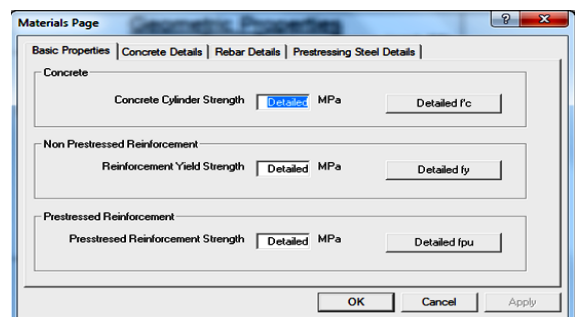 Geometric Properties
Materials Page
Basic Properties Concrete Details Rebar Details Prestressing Steel Details
Concrete
Concrete Cylinder Strength Detailed MPa Detailed f'c
Non Prestressed Reinforcement
Reinforcement Yield Strength Detailed MPa Detailed fy
Prestressed Reinforcement
Presstresed Reinforcement Strength Detailed MPa Detailed fpu
OK Cancel Apply